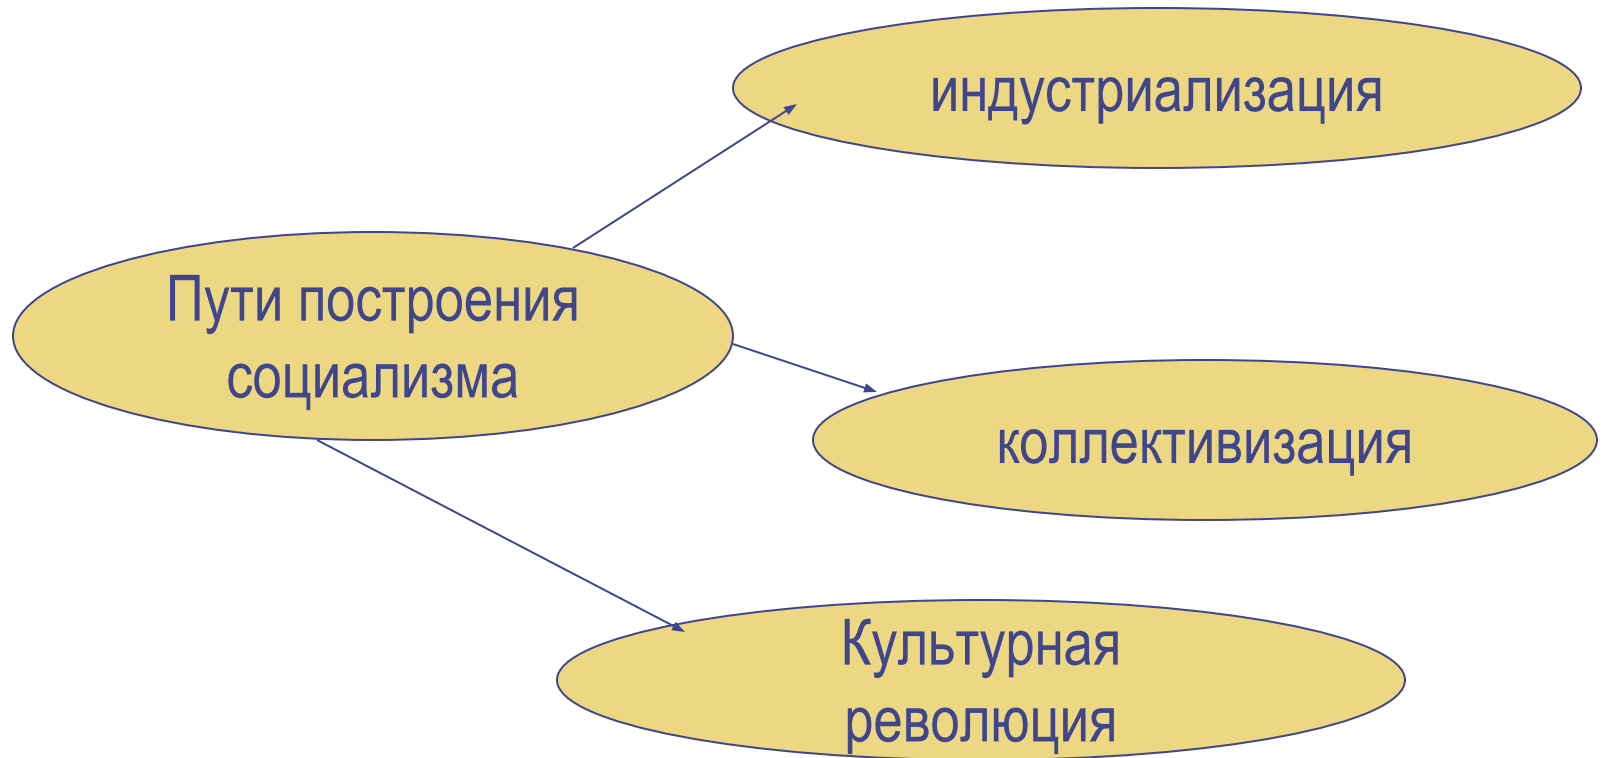 индустриализация
Пути построения
социализма
коллективизация
Культурная
революция